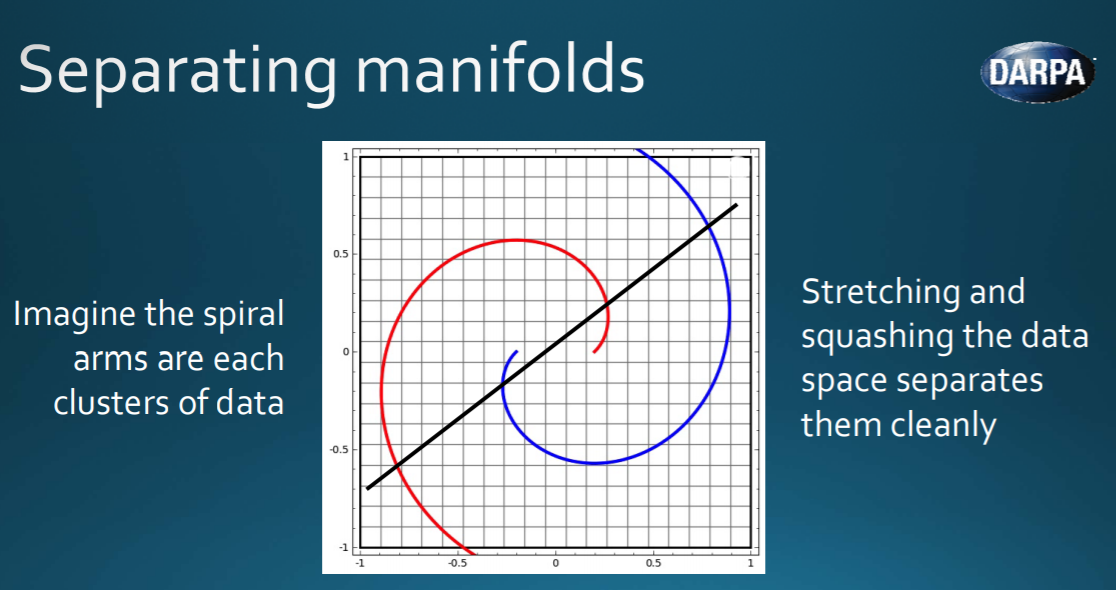 Separating manifolds
DARPA
Imagine the spiral
arms are each
clusters of data
1
0.5
0
-0.5
-1
-1
-0.5
0
0.5
1
Stretching and
squashing the data
space separates
them cleanly